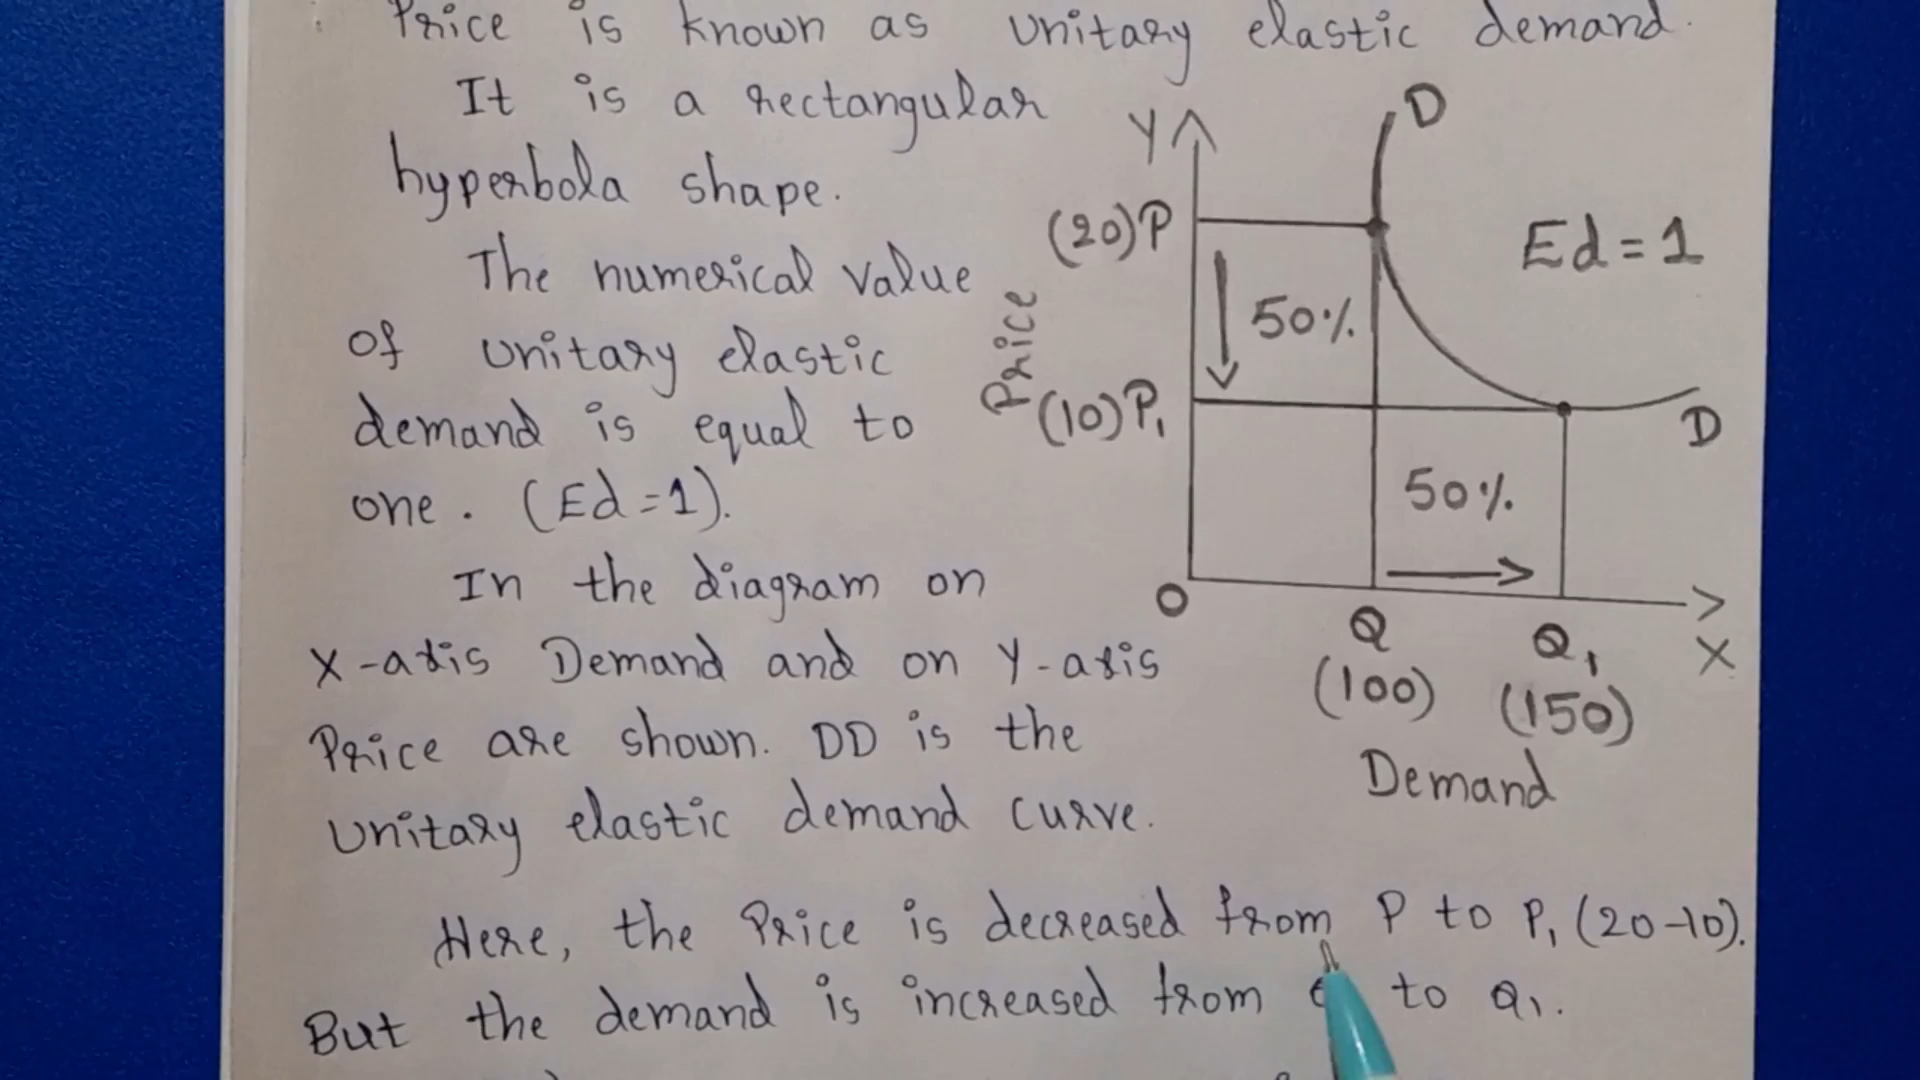 Price is known as Unitary elastic demand.
It is a rectangular
hyperbola shape.
The numerical value
of Unitary elastic
demand is equal to
one. (Ed=1).
In the diagram on
X-axis Demand and on Y-axis
Price are shown. DD is the
Unitary elastic demand curve.
Here, the Price is decreased from P to P₁ (20-10).
But the demand is increased from to Q₁.
Y
D
(20)P
Ed = 1
50%
Price
(10)P₁
D
50%
O
Q
Q₁
X
(100)
(150)
Demand